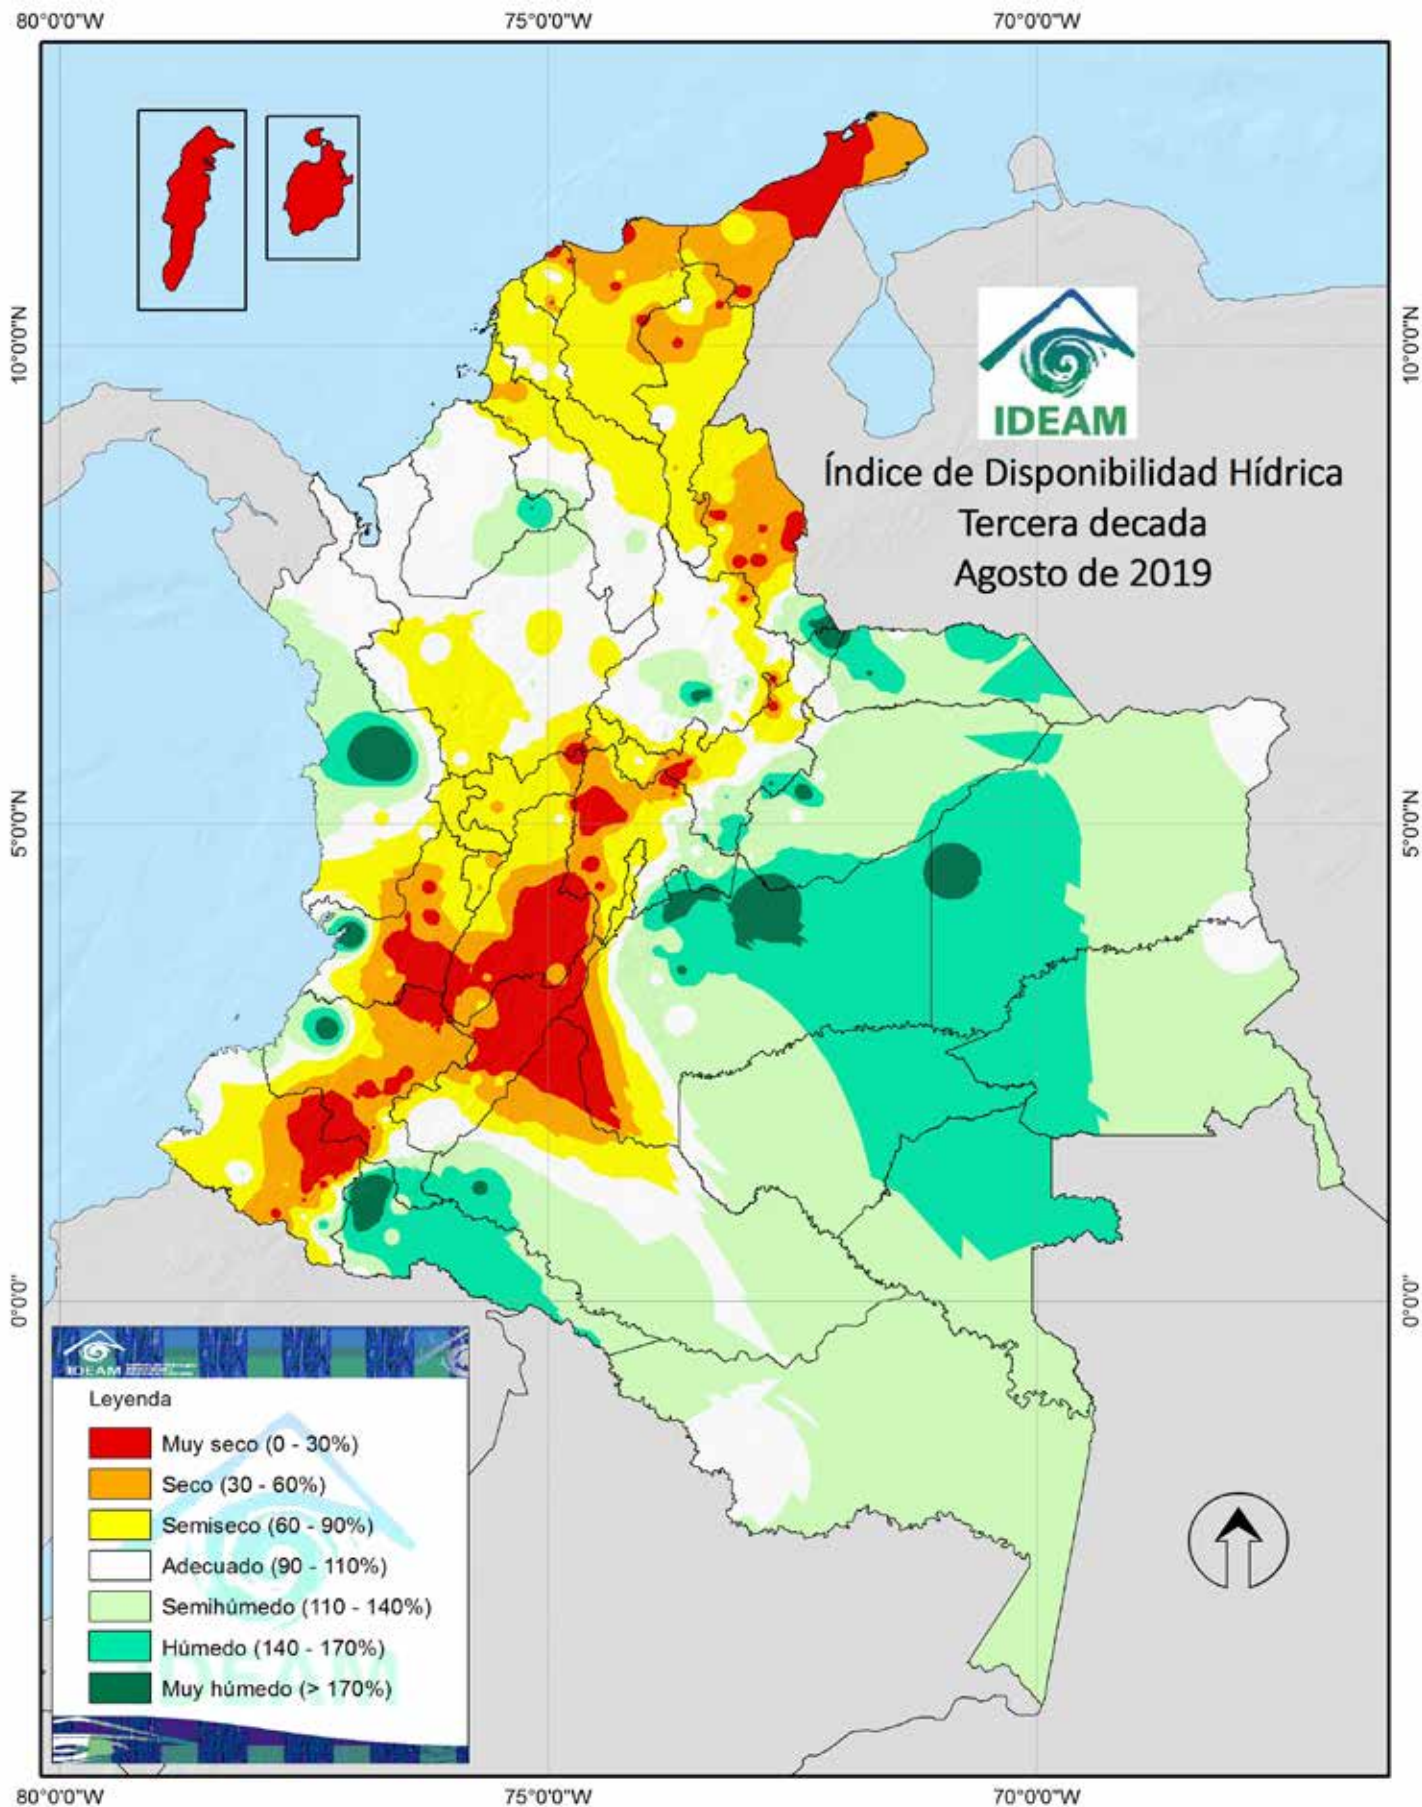 80°0'0"W 75°0'0"W 70°0'0"W
10°0'0"N
10°0'0"N
IDEAM
Índice de Disponibilidad Hídrica
Tercera decada
Agosto de 2019
5°0'0"N
5°0'0"N
0°0'0"
0°0'0"
IDEAM
Leyenda
Muy seco (0 - 30%)
Seco (30 - 60%)
Semiseco (60 - 90%)
Adecuado (90 - 110%)
Semihúmedo (110 - 140%)
Húmedo (140 - 170%)
Muy húmedo (> 170%)
IDEAM
80°0'0"W 75°0'0"W 70°0'0"W